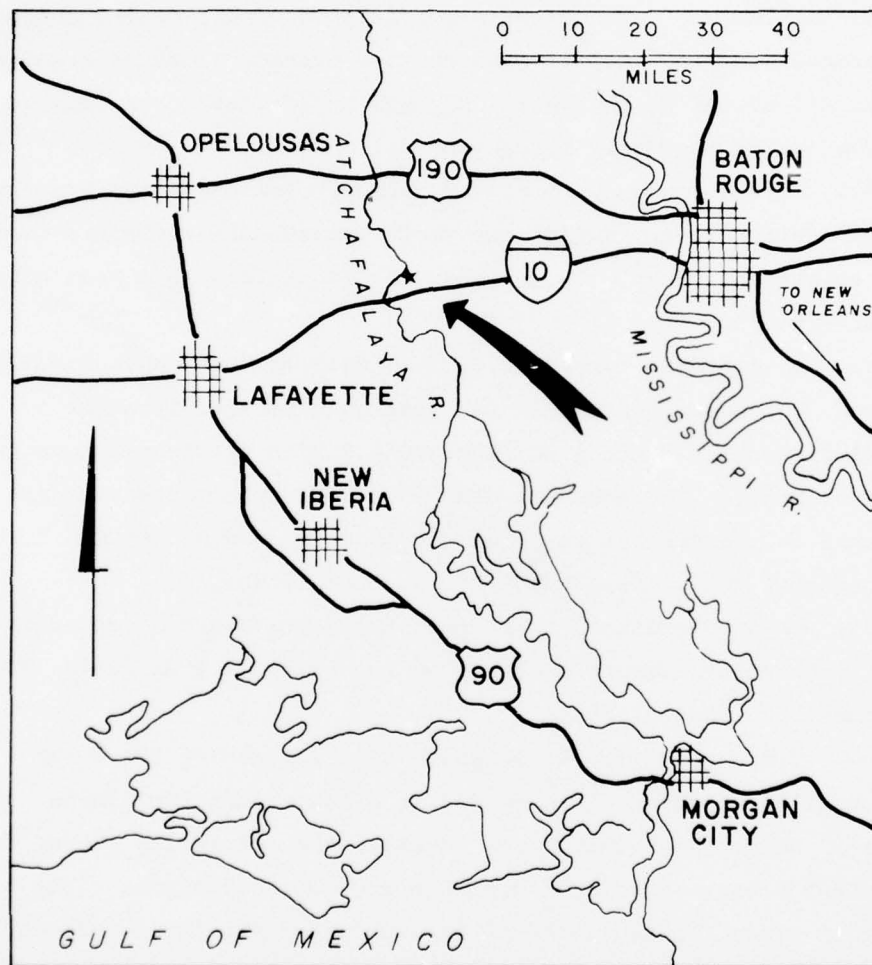 0 20 30 40
MILES
OPELOUSAS
190
BATON
ROUGE
ATCHAFALAYA R.
10
TO NEW
ORLEANS
MISSISSIPPI R.
LAFAYETTE
NEW
IBERIA
90
MORGAN
CITY
GULF OF MEXICO